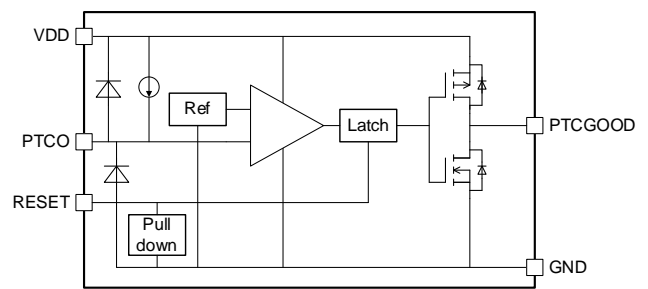 VDD
Ref
PTCO
Latch
PTCGOOD
RESET
Pull
down
GND